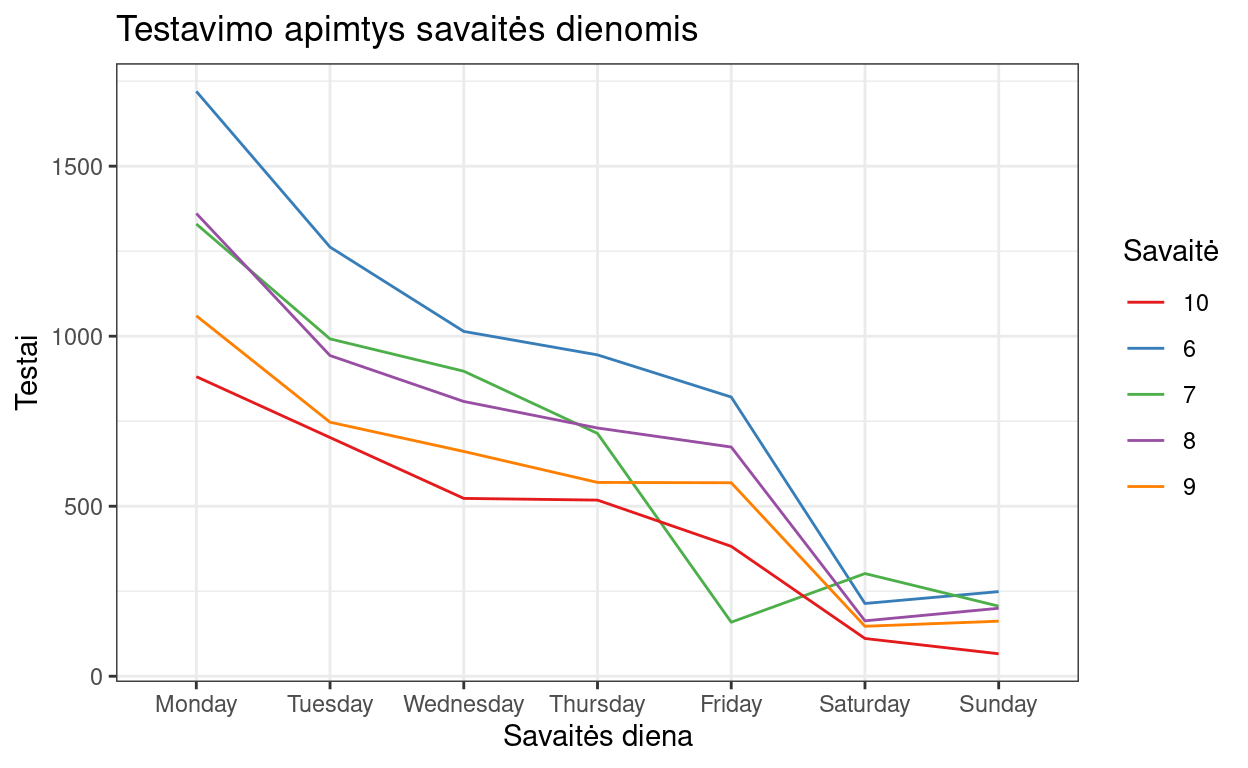 Testavimo apimtys savaitės dienomis
Testai
1500
1000
500
0
Monday Tuesday Wednesday Thursday Friday Saturday Sunday
Savaitės diena
Savaitė
10
6
7
8
9